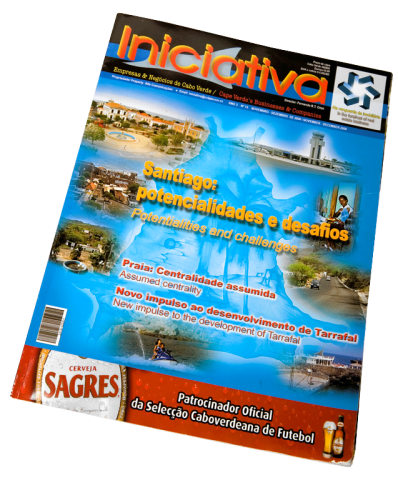 Iniciativa
Empresas & Negócios de Cabo Verde / Cape Verde's Businesses & Companies
Santiago:
potencialidades e desafios
Potentialities and challenges
Praia: Centralidade assumida
Assumed centrality
Novo impulso ao desenvolvimento de Tarrafal
New impulse to the development of Tarrafal
CERVEJA
SAGRES
Patrocinador Oficial
da Selecção Caboverdeana de Futebol